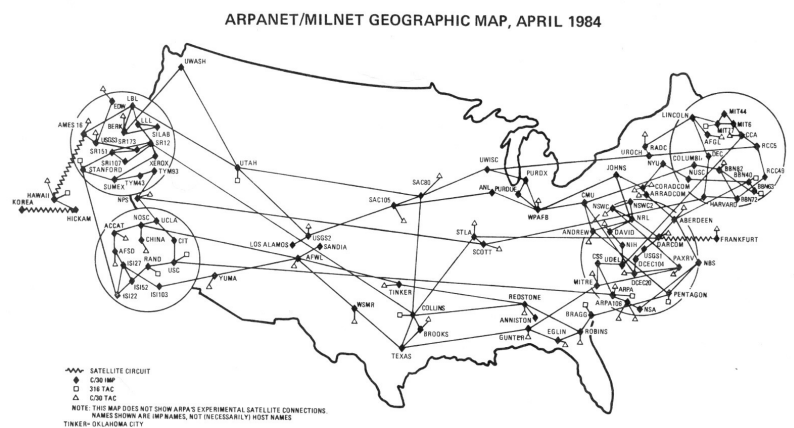 ARPANET/MILNET GEOGRAPHIC MAP, APRIL 1984
UWASH
LBL
EDW
LLL
AMES 16
BERK
SILAB
USGS3
SRI73
SRI2
SRI51
SRI107
XEROX
STANFORD
TYM43
TYM93
SUMEX
NPS
HAWAII
KOREA
HICKAM
NOSC
UCLA
ACCAT
CHINA
CIT
AFSD
RAND
ISI27
USC
ISI52
ISI22
ISI103
YUMA
UTAH
LOS ALAMOS
USGS2
SANDIA
AFWL
WSMR
SAC80
SAC105
TINKER
COLLINS
BROOKS
TEXAS
STLA
SCOTT
UWISC
ANL
PURDUE
PURDX
WPAFB
REDSTONE
ANNISTON
GUNTER
EGLIN
ROBINS
BRAGG
LINCOLN
MIT44
MIT6
MIT77
CCA
AFGL
RADC
UROCH
NYU
COLUMBIA
DEC
RCC5
NUSC
BBN82
BBN40
RCC49
BBN63
BBN72
HARVARD
JOHNS
CORADCOM
ARRADCOM
CMU
NSWC
NSWC2
NRL
ABERDEEN
ANDREW
DAVID
NIH
DARCOM
FRANKFURT
CSS
UDEL
USGS1
DCEC104
PAXRV
NBS
DCEC20
MITRE
ARPA
ARPA106
NSA
PENTAGON
SATELLITE CIRCUIT
C/30 IMP
316 TAC
C/30 TAC
NOTE: THIS MAP DOES NOT SHOW ARPA'S EXPERIMENTAL SATELLITE CONNECTIONS.
NAMES SHOWN ARE IMP NAMES, NOT (NECESSARILY) HOST NAMES
TINKER= OKLAHOMA CITY